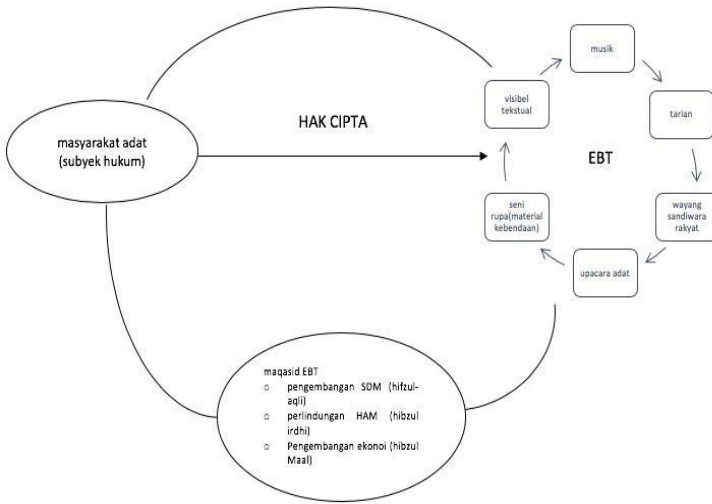 masyarakat adat
(subyek hukum)
HAK CIPTA
EBT
musik
tarian
wayang
sandiwara
rakyat
upacara adat
seni
rupa(material
kebendaan)
visibel
tekstual
maqasid EBT
o pengembangan SDM (hifzul-
aqli)
o perlindungan HAM (hibzul
irdhi)
o Pengembangan ekonoi (hibzul
Maal)